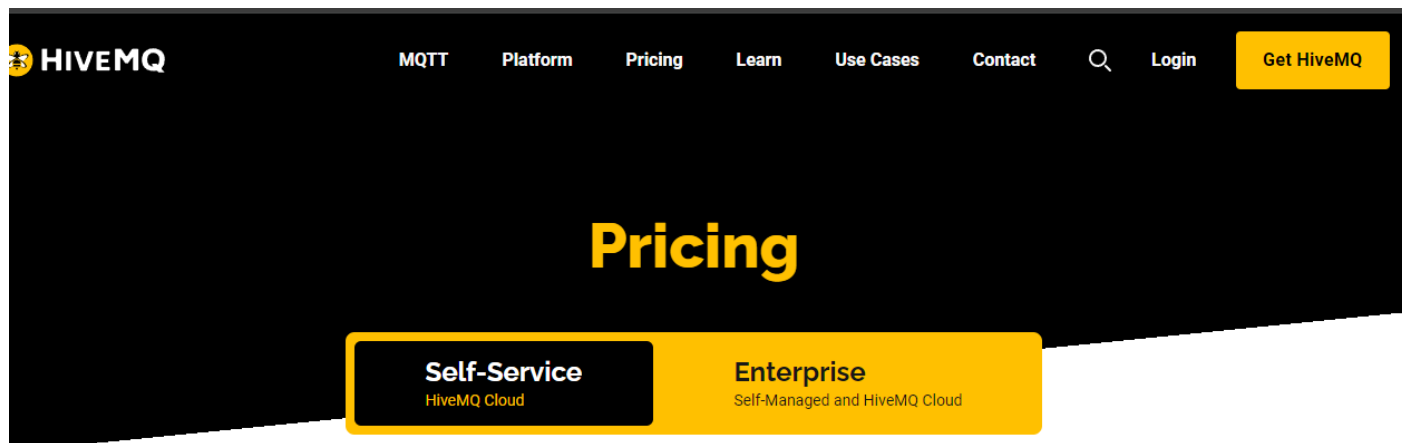 HIVEMQ MQTT Platform Pricing Learn Use Cases Contact Login Get HiveMQ
Pricing
Self-Service Enterprise
HiveMQ Cloud Self-Managed and HiveMQ Cloud